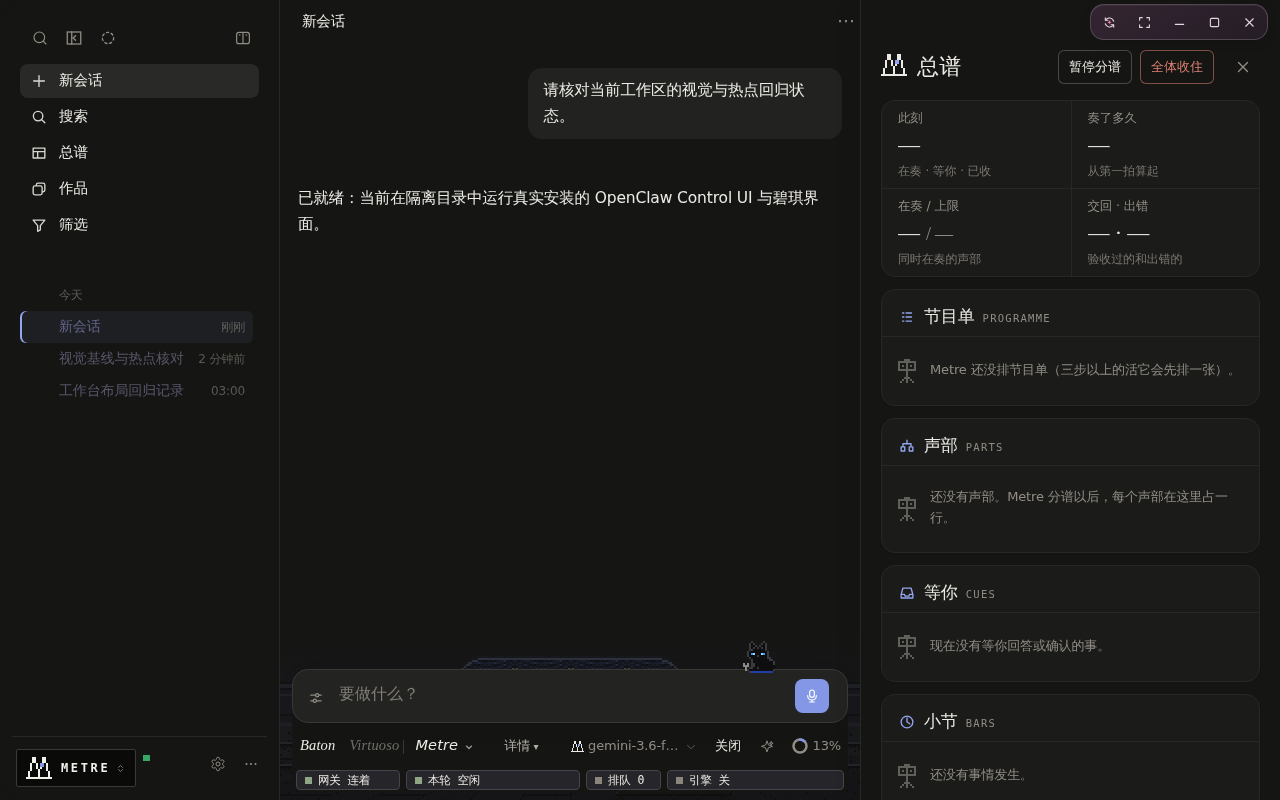 新会话
搜索
总谱
作品
筛选
今天
新会话 刚刚
视觉基线与热点核对 2 分钟前
工作台布局回归记录 03:00
METRE
新会话
请核对当前工作区的视觉与热点回归状
态。
已就绪：当前在隔离目录中运行真实安装的 OpenClaw Control UI 与碧琪界
面。
要做什么？
Baton Virtuoso | Metre 详情 gemini-3.6-f... 关闭 13%
网关 连着 本轮 空闲 排队 0 引擎 关
总谱 暂停分谱 全体收住
此刻
—
在奏 · 等你 · 已收
奏了多久
—
从第一拍算起
在奏 / 上限
— / —
同时在奏的声部
交回 · 出错
— · —
验收过的和出错的
节目单 PROGRAMME
Metre 还没排节目单（三步以上的活它会先排一张）。
声部 PARTS
还没有声部。Metre 分谱以后，每个声部在这里占一
行。
等你 CUES
现在没有等你回答或确认的事。
小节 BARS
还没有事情发生。